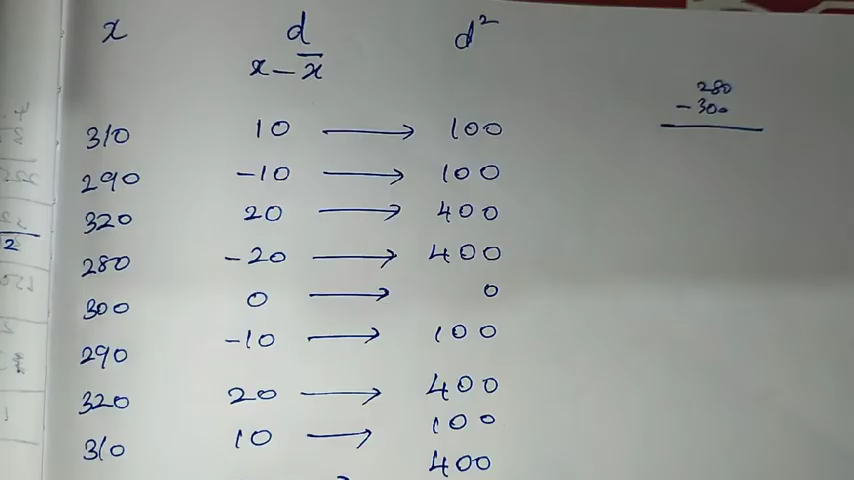 x d d²
x - x̅
280
- 300
310 10 → 100
290 -10 → 100
320 20 → 400
280 -20 → 400
300 0 → 0
290 -10 → 100
320 20 → 400
310 10 → 100
400
2